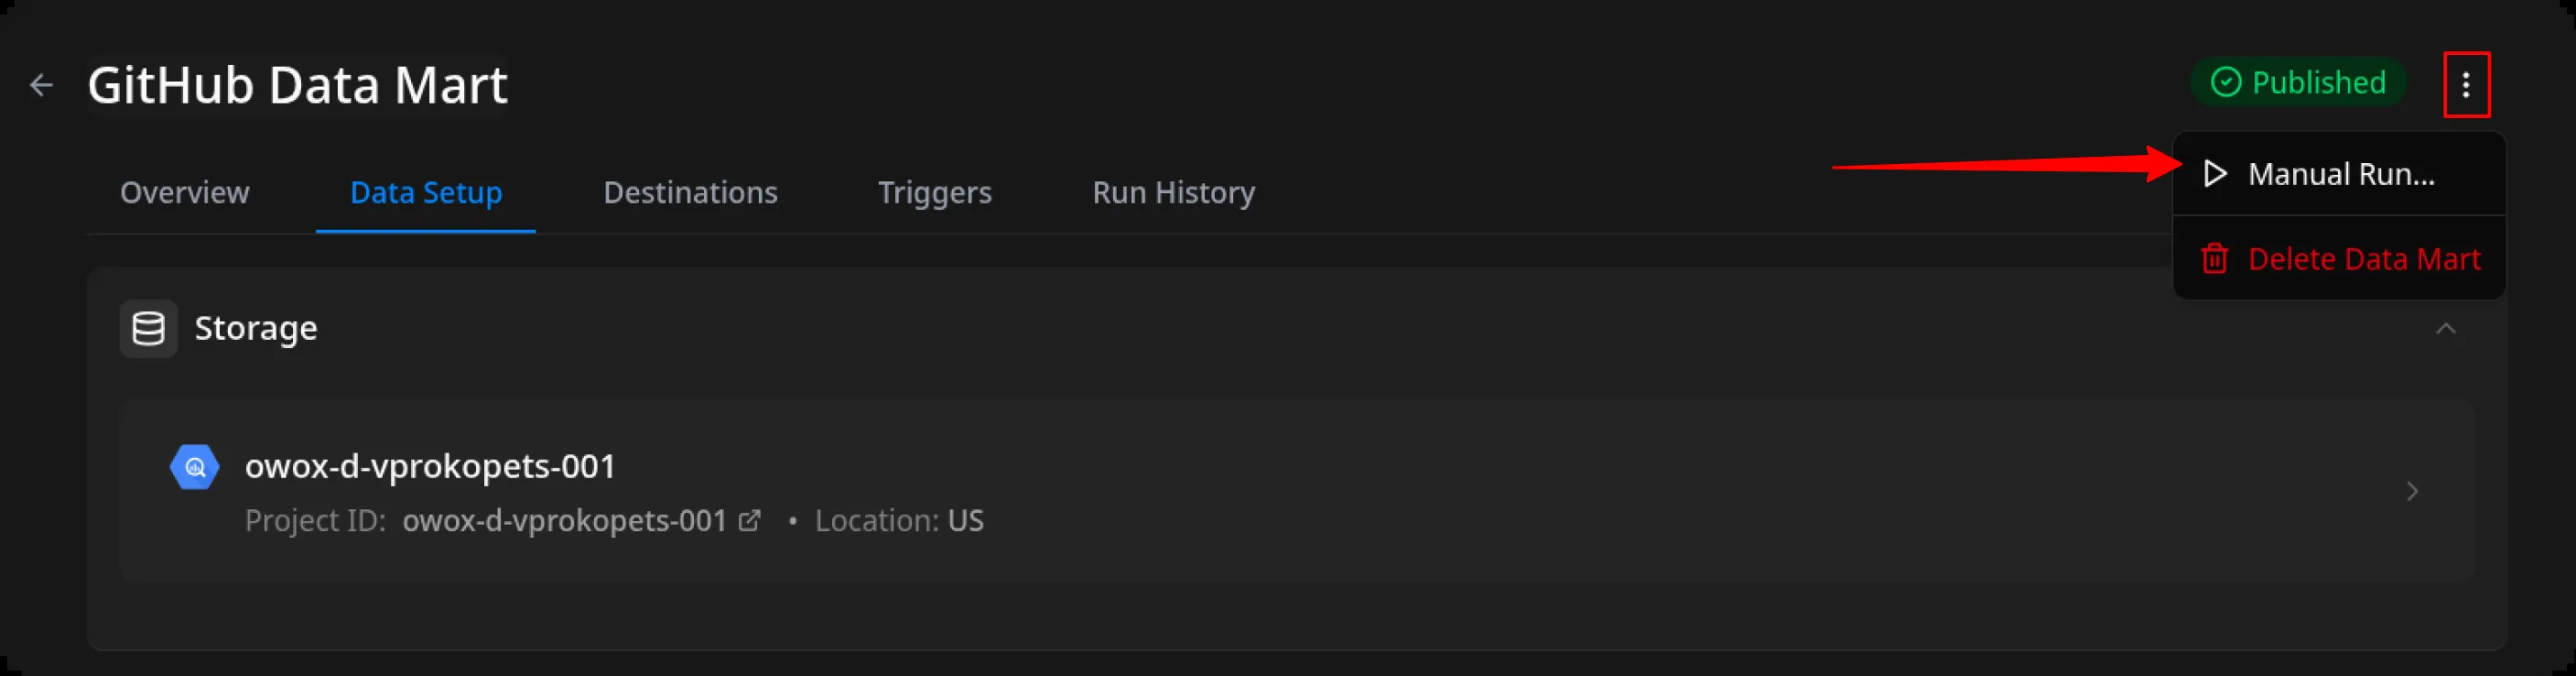 GitHub Data Mart
Published
Manual Run...
Delete Data Mart
Overview
Data Setup
Destinations
Triggers
Run History
Storage
owox-d-vprokopets-001
Project ID: owox-d-vprokopets-001 • Location: US